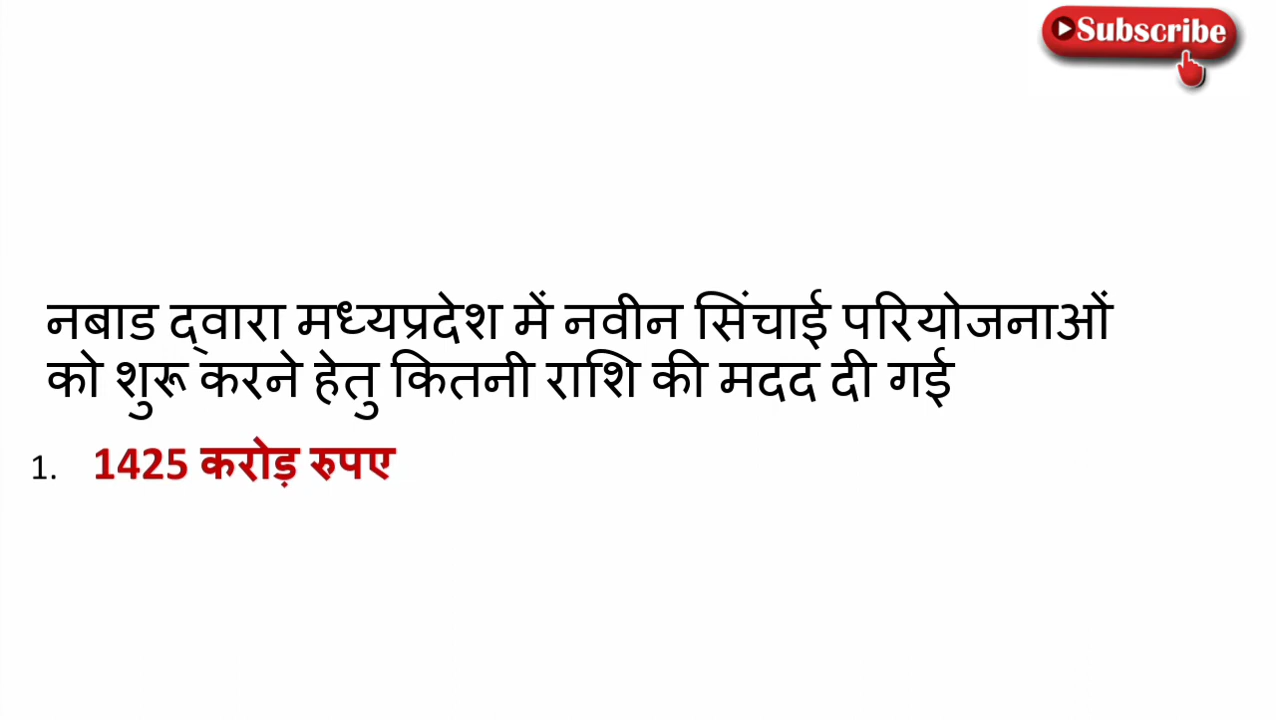 Subscribe
नबाड द्‌वारा मध्यप्रदेश में नवीन सिंचाई परियोजनाओं
को शुरू करने हेतु कितनी राशि की मदद दी गई
1. 1425 करोड़ रुपए